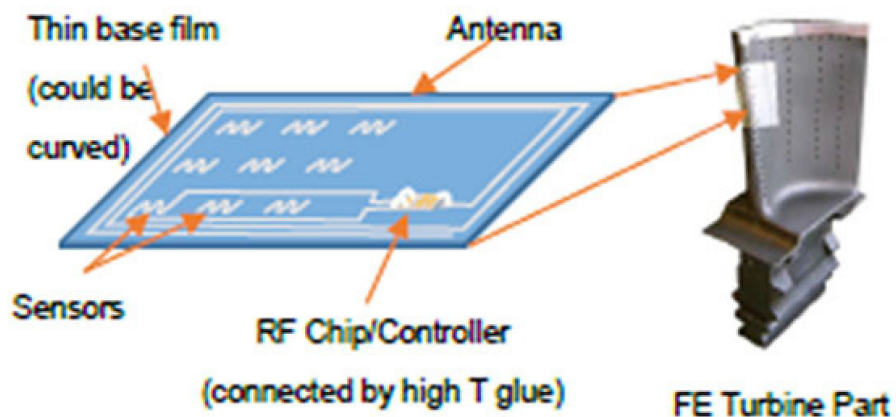 Thin base film
(could be
curved)
Antenna
Sensors
RF Chip/Controller
(connected by high T glue)
FE Turbine Part